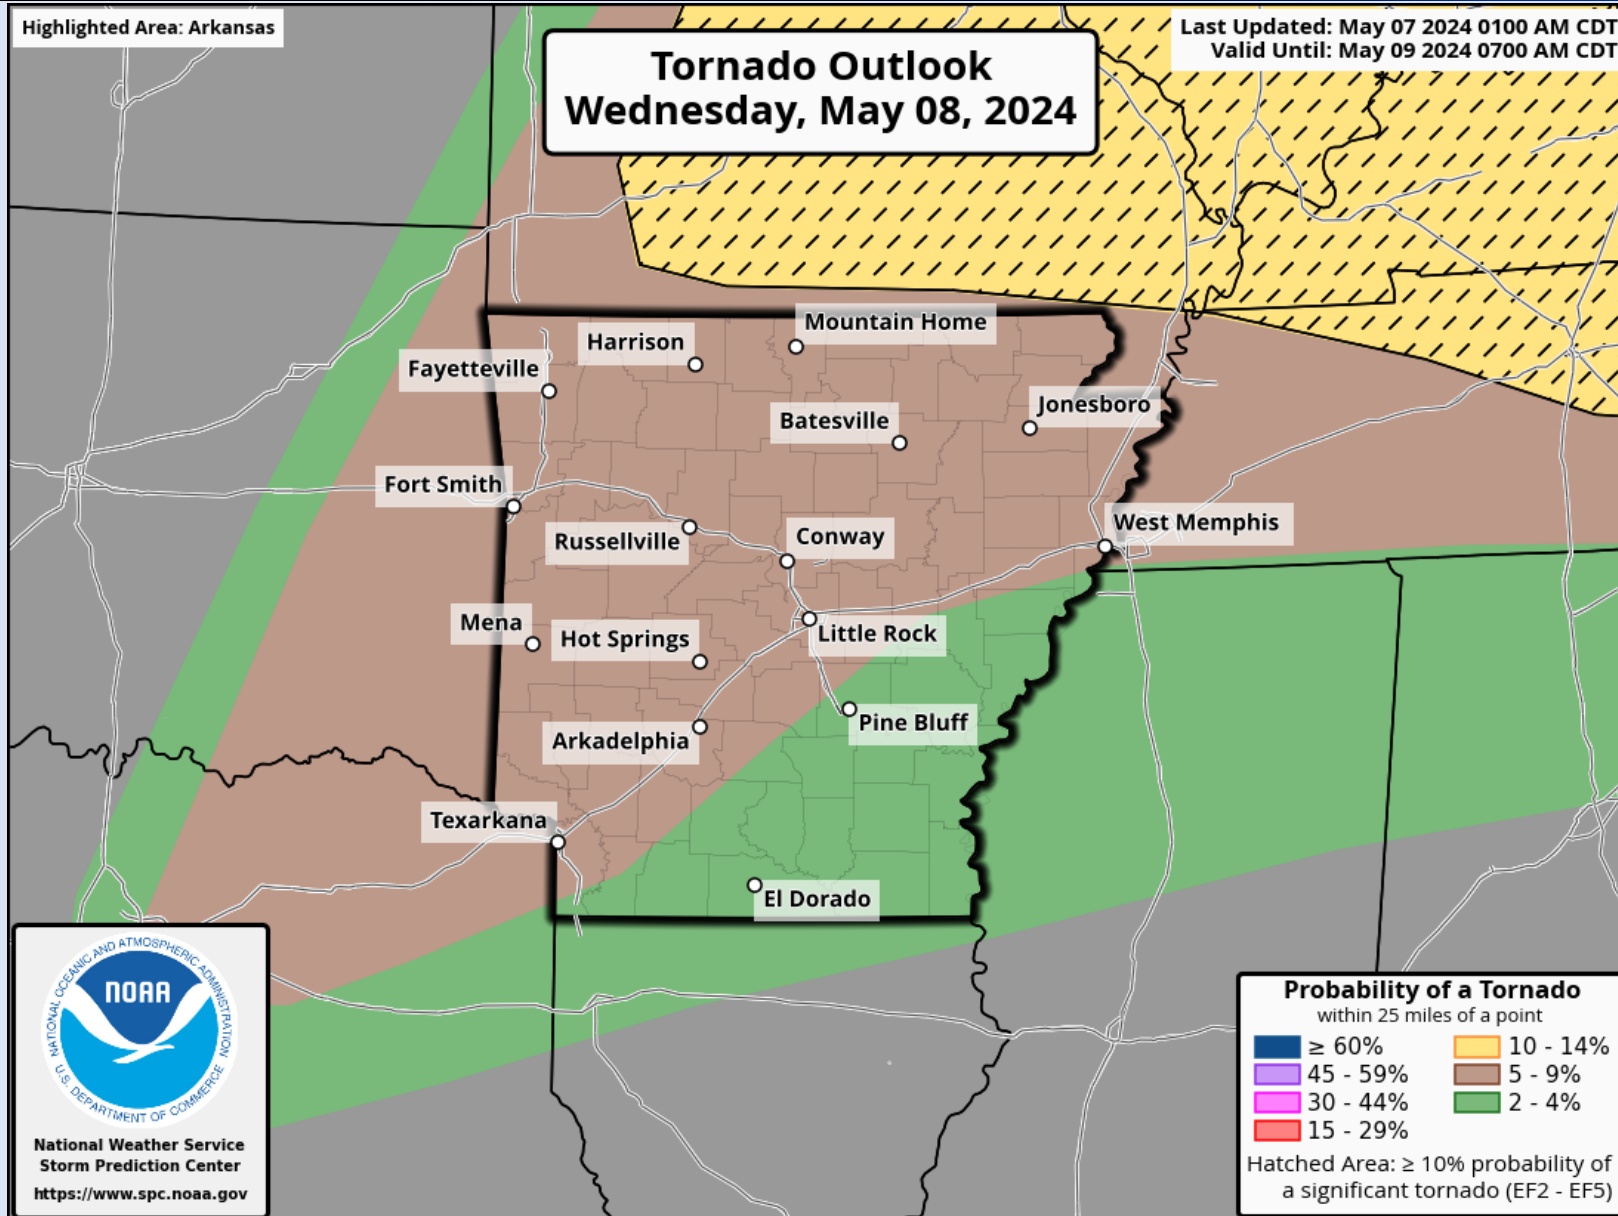 Highlighted Area: Arkansas
Last Updated: May 07 2024 0100 AM CDT
Valid Until: May 09 2024 0700 AM CDT
Tornado Outlook
Wednesday, May 08, 2024
Mountain Home
Harrison
Fayetteville
Jonesboro
Batesville
Fort Smith
West Memphis
Russellville
Conway
Mena
Hot Springs
Little Rock
Pine Bluff
Arkadelphia
Texarkana
El Dorado
NATIONAL OCEANIC AND ATMOSPHERIC ADMINISTRATION
NOAA
U.S. DEPARTMENT OF COMMERCE
National Weather Service
Storm Prediction Center
https://www.spc.noaa.gov
Probability of a Tornado
within 25 miles of a point
≥ 60% 10 - 14%
45 - 59% 5 - 9%
30 - 44% 2 - 4%
15 - 29%
Hatched Area: ≥ 10% probability of
a significant tornado (EF2 - EF5)